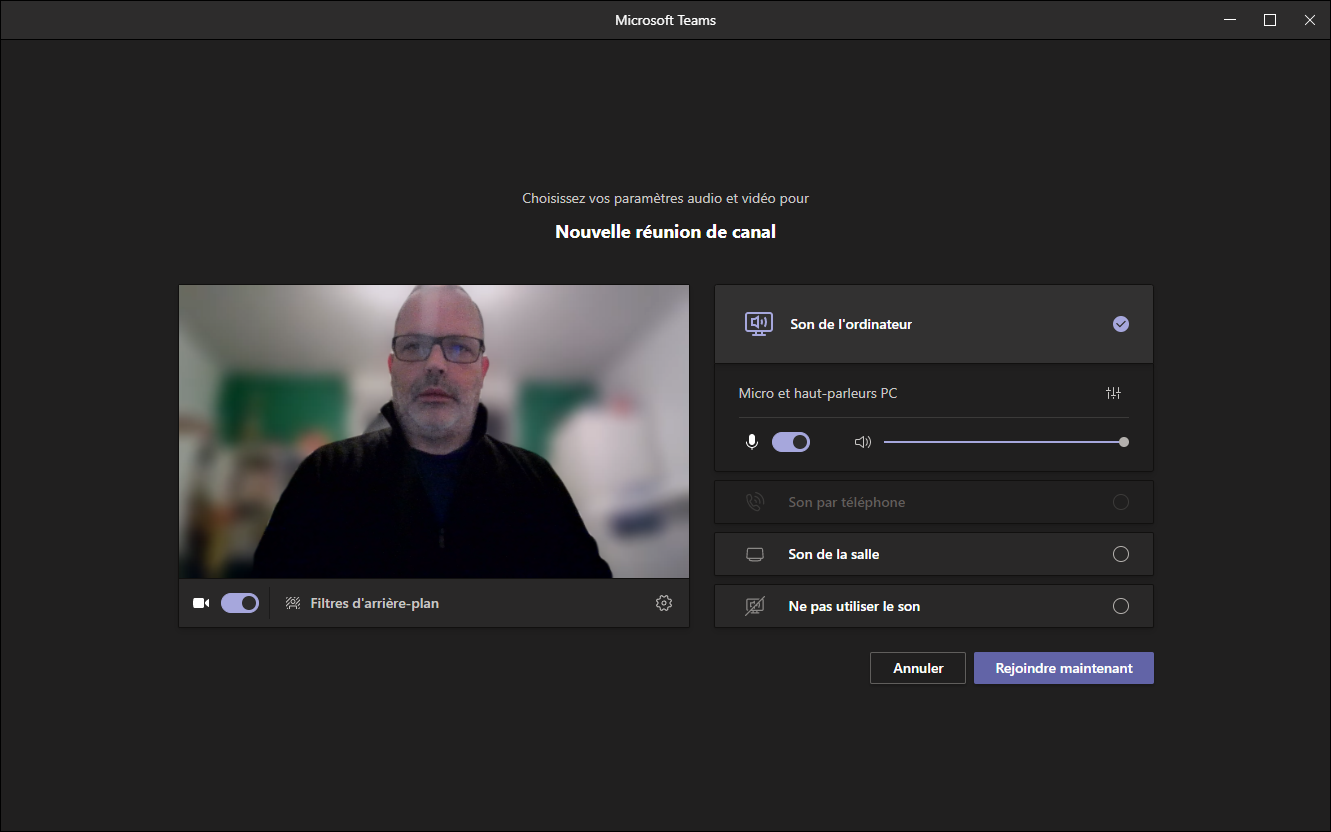 Microsoft Teams
Choisissez vos paramètres audio et vidéo pour
Nouvelle réunion de canal
Son de l'ordinateur
Micro et haut-parleurs PC
Son par téléphone
Son de la salle
Ne pas utiliser le son
Filtres d'arrière-plan
Annuler
Rejoindre maintenant